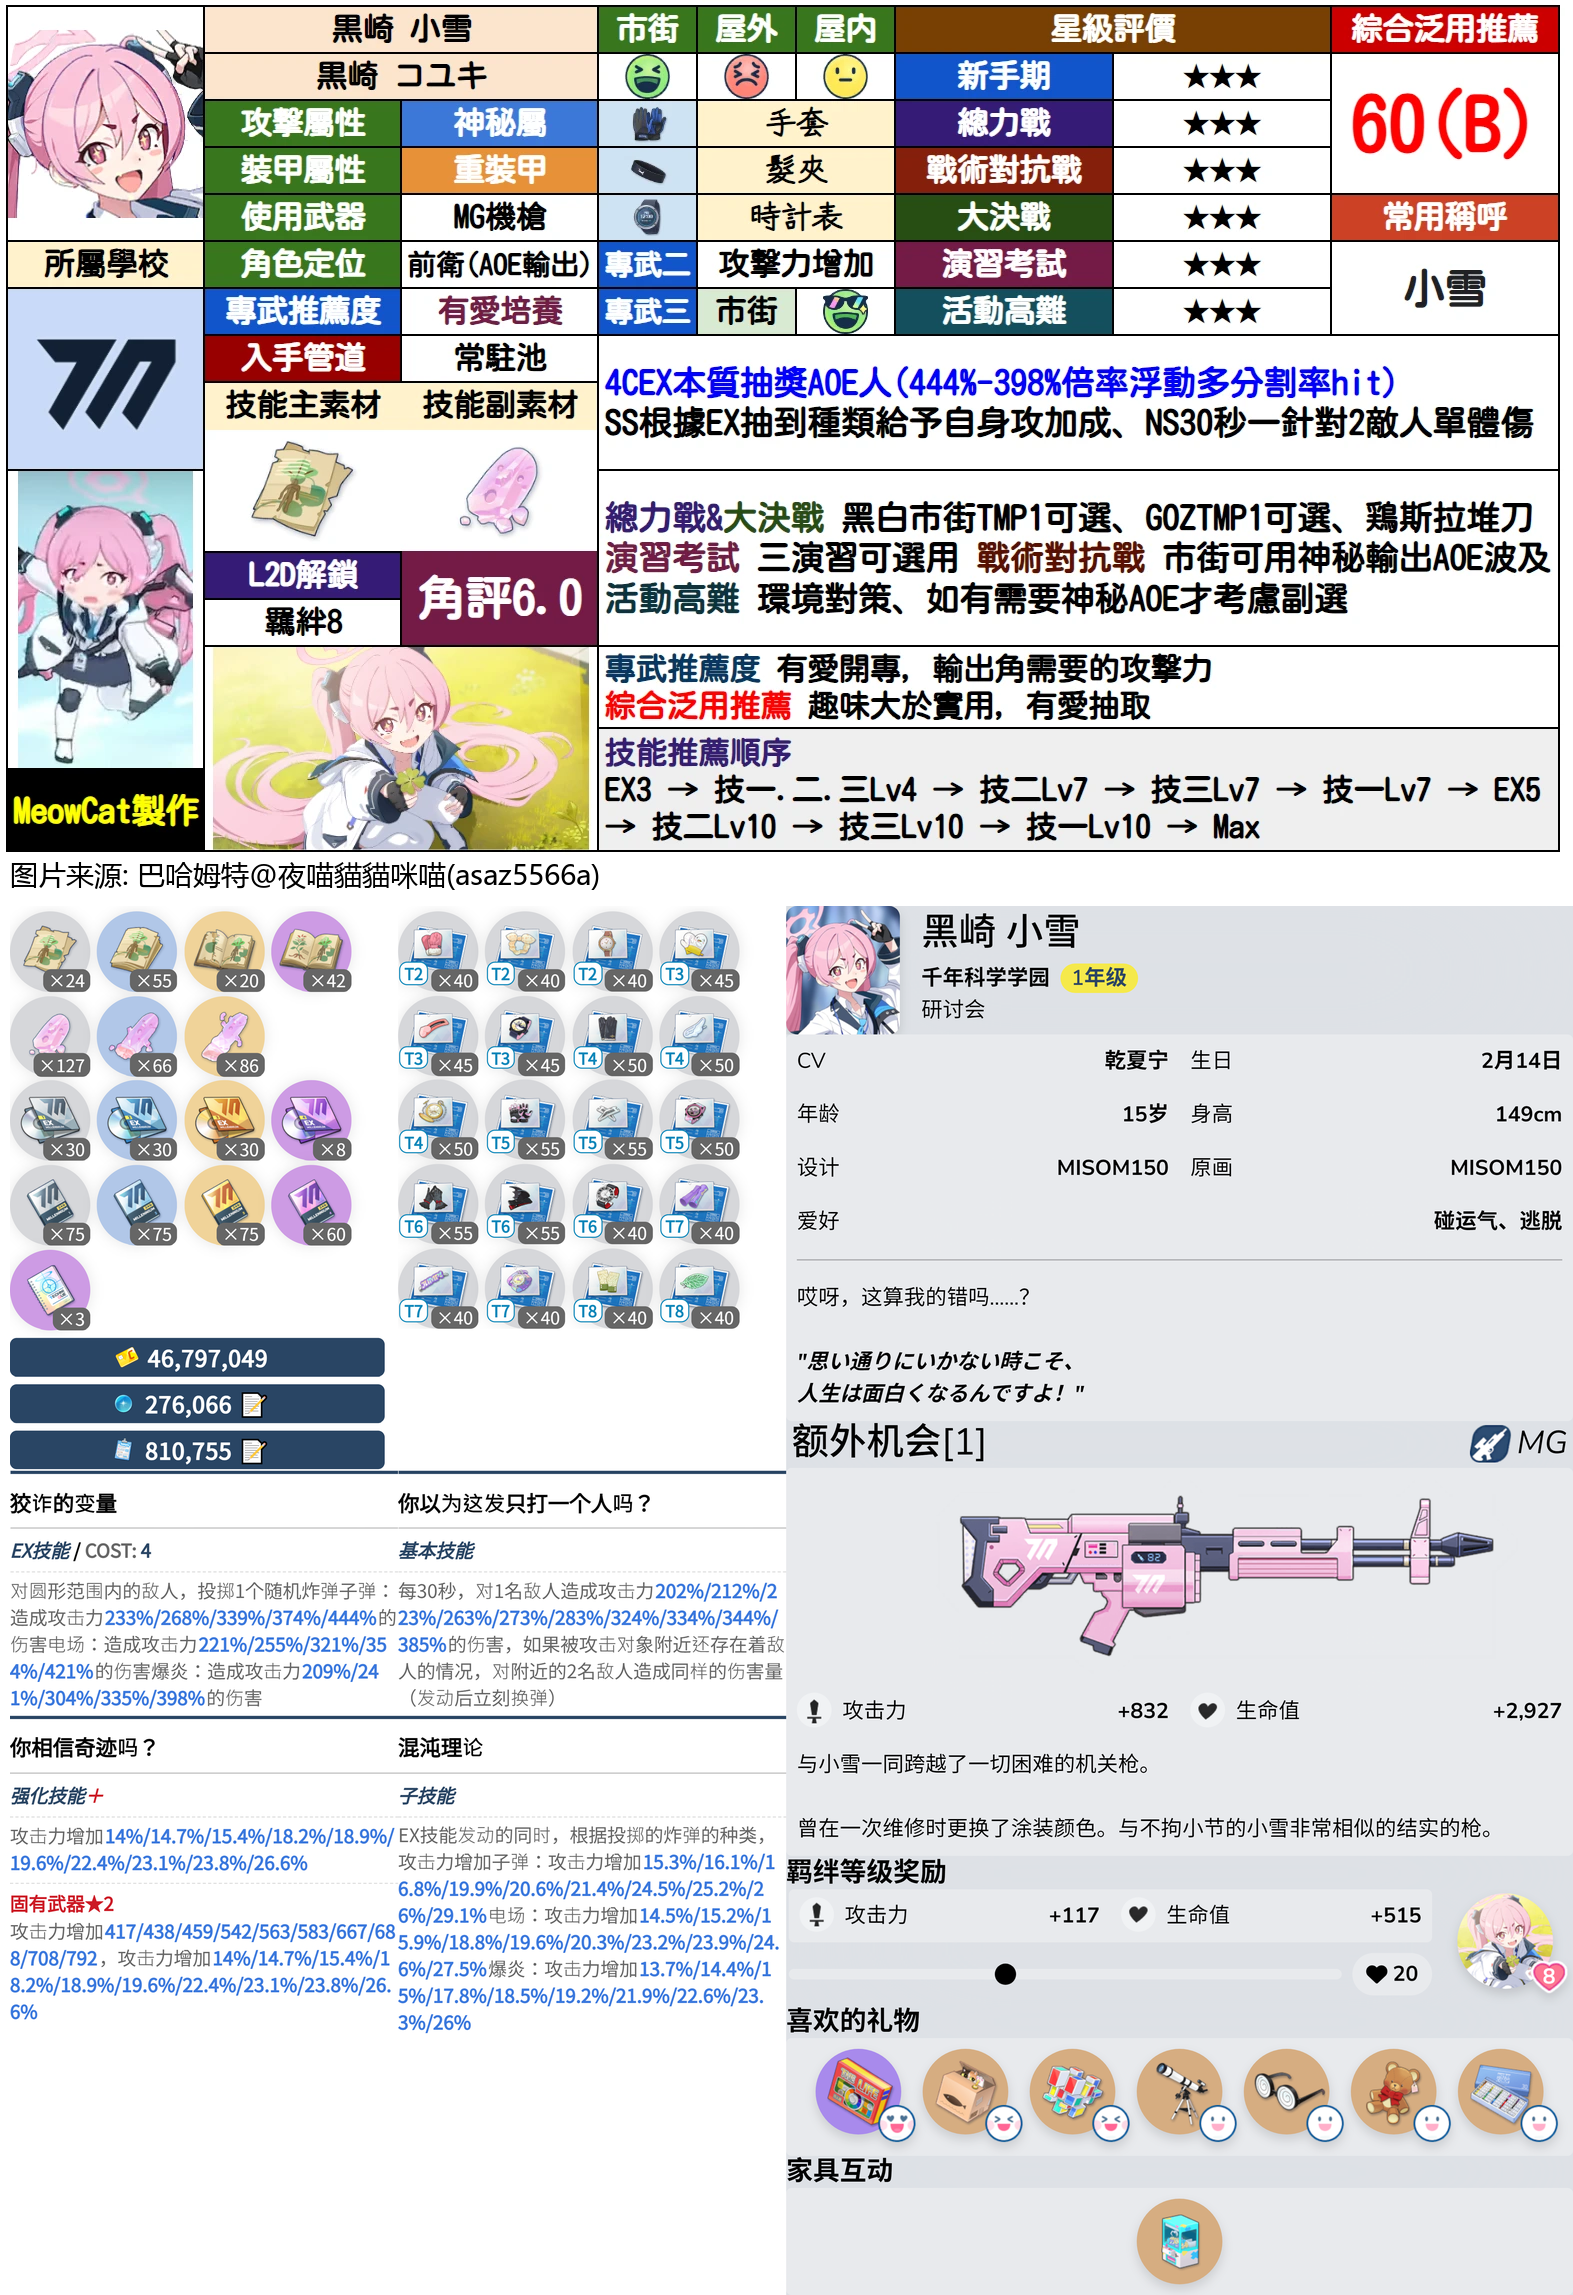 黒崎 小雪
市街
屋外
屋内
星級評價
綜合泛用推薦
黒崎 コユキ
新手期
★★★
60(B)
攻擊屬性
神秘屬
手套
總力戰
★★★
裝甲屬性
重裝甲
髮夾
戰術對抗戰
★★★
使用武器
MG機槍
時計表
大決戰
★★★
常用稱呼
所屬學校
角色定位
前衛(AOE輸出)
專武二
攻擊力增加
演習考試
★★★
小雪
專武推薦度
有愛培養
專武三
市街
活動高難
★★★
入手管道
常駐池
技能主素材
技能副素材
4CEX本質抽獎AOE人(444%-398%倍率浮動多分割率hit)
SS根據EX抽到種類給予自身攻加成、NS30秒一針對2敵人單體傷
總力戰&大決戰 黑白市街TMP1可選、GOZTMP1可選、鶏斯拉堆刀
演習考試 三演習可選用 戰術對抗戰 市街可用神秘輸出AOE波及
活動高難 環境對策、如有需要神秘AOE才考慮副選
L2D解鎖
羈絆8
角評6.0
專武推薦度 有愛開專, 輸出角需要的攻擊力
綜合泛用推薦 趣味大於實用, 有愛抽取
技能推薦順序
EX3 → 技一.二.三Lv4 → 技二Lv7 → 技三Lv7 → 技一Lv7 → EX5
→ 技二Lv10 → 技三Lv10 → 技一Lv10 → Max
MeowCat製作
图片来源: 巴哈姆特@夜喵貓貓咪喵(asaz5566a)
×24
×55
×20
×42
×127
×66
×86
×30
×30
×30
×8
×75
×75
×75
×60
×3
46,797,049
276,066
810,755
T2 ×40
T2 ×40
T2 ×40
T3 ×45
T3 ×45
T3 ×45
T4 ×50
T4 ×50
T4 ×50
T5 ×55
T5 ×55
T5 ×50
T6 ×55
T6 ×55
T6 ×40
T7 ×40
T7 ×40
T7 ×40
T8 ×40
T8 ×40
狡诈的变量
EX技能 / COST: 4
对圆形范围内的敌人，投掷1个随机炸弹子弹：
造成攻击力233%/268%/339%/374%/444%的
伤害电场：造成攻击力221%/255%/321%/35
4%/421%的伤害爆炎：造成攻击力209%/24
1%/304%/335%/398%的伤害
你以为这发只打一个人吗？
基本技能
每30秒，对1名敌人造成攻击力202%/212%/2
23%/263%/273%/283%/324%/334%/344%/
385%的伤害，如果被攻击对象附近还存在着敌
人的情况，对附近的2名敌人造成同样的伤害量
（发动后立刻换弹）
你相信奇迹吗？
强化技能＋
攻击力增加14%/14.7%/15.4%/18.2%/18.9%/
19.6%/22.4%/23.1%/23.8%/26.6%
固有武器★2
攻击力增加417/438/459/542/563/583/667/68
8/708/792，攻击力增加14%/14.7%/15.4%/1
8.2%/18.9%/19.6%/22.4%/23.1%/23.8%/26.
6%
混沌理论
子技能
EX技能发动的同时，根据投掷的炸弹的种类，
攻击力增加子弹：攻击力增加15.3%/16.1%/1
6.8%/19.9%/20.6%/21.4%/24.5%/25.2%/2
6%/29.1%电场：攻击力增加14.5%/15.2%/1
5.9%/18.8%/19.6%/20.3%/23.2%/23.9%/24.
6%/27.5%爆炎：攻击力增加13.7%/14.4%/1
5%/17.8%/18.5%/19.2%/21.9%/22.6%/23.
3%/26%
黑崎 小雪
千年科学学园 1年级
研讨会
CV 乾夏宁 生日 2月14日
年龄 15岁 身高 149cm
设计 MISOM150 原画 MISOM150
爱好 碰运气、逃脱
哎呀，这算我的错吗......？
"思い通りにいかない時こそ、
人生は面白くなるんですよ！"
额外机会[1]
MG
攻击力 +832 生命值 +2,927
与小雪一同跨越了一切困难的机关枪。
曾在一次维修时更换了涂装颜色。与不拘小节的小雪非常相似的结实的枪。
羁绊等级奖励
攻击力 +117 生命值 +515
20
8
喜欢的礼物
家具互动